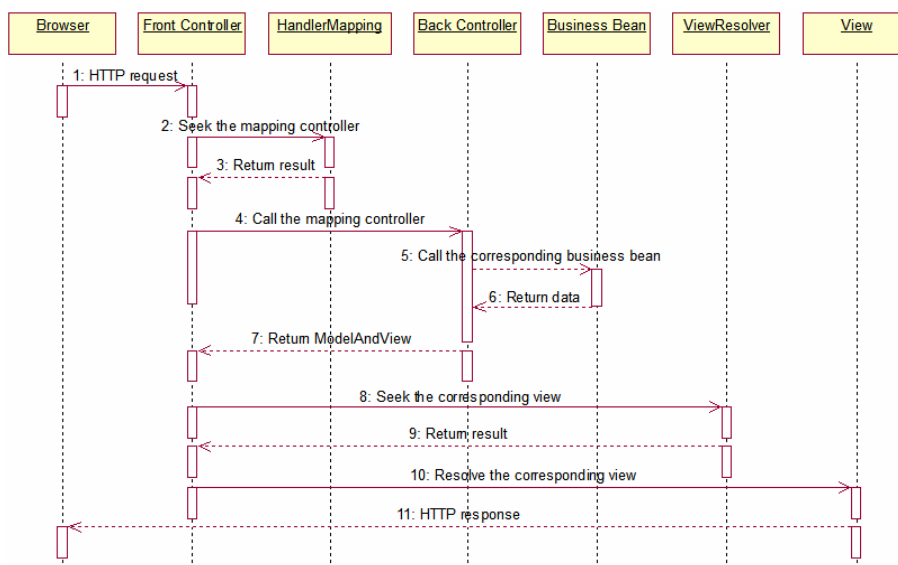 Browser
Front Controller
HandlerMapping
Back Controller
Business Bean
ViewResolver
View
1: HTTP request
2: Seek the mapping controller
3: Return result
4: Call the mapping controller
5: Call the corresponding business bean
6: Return data
7: Return ModelAndView
8: Seek the corresponding view
9: Return result
10: Resolve the corresponding view
11: HTTP response